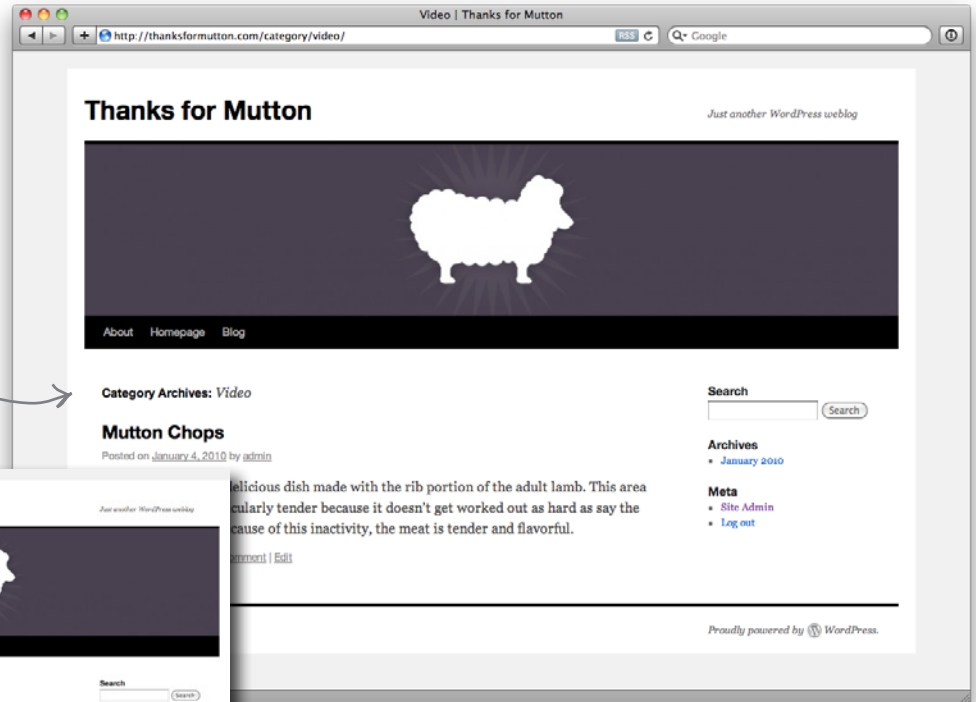 Video | Thanks for Mutton
http://thanksformutton.com/category/video/
RSS
Google
Thanks for Mutton
Just another WordPress weblog
About Homepage Blog
Category Archives: Video
Mutton Chops
Posted on January 4, 2010 by admin
delicious dish made with the rib portion of the adult lamb. This area
cularly tender because it doesn't get worked out as hard as say the
cause of this inactivity, the meat is tender and flavorful.
omment | Edit
Search
Search
Archives
January 2010
Meta
Site Admin
Log out
Proudly powered by WordPress.
Just another WordPress weblog
Search
Search